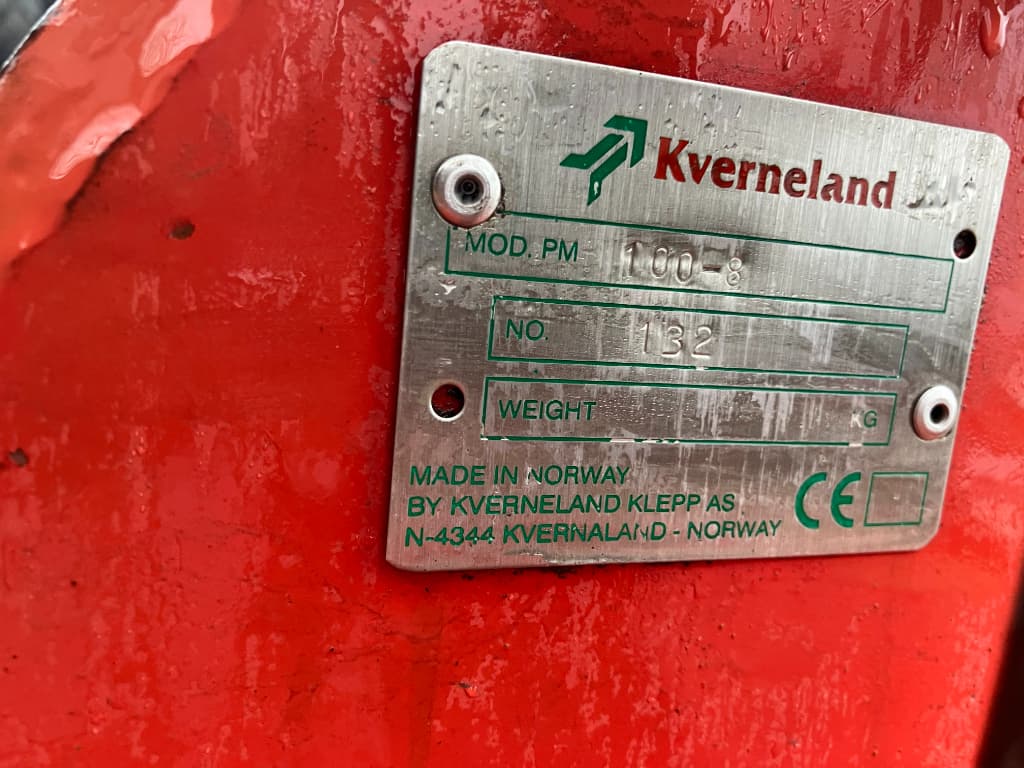 Kverneland
MOD. PM 100-8
NO. 132
WEIGHT KG
MADE IN NORWAY
BY KVERNELAND KLEPP AS
N-4344 KVERNALAND - NORWAY
CE